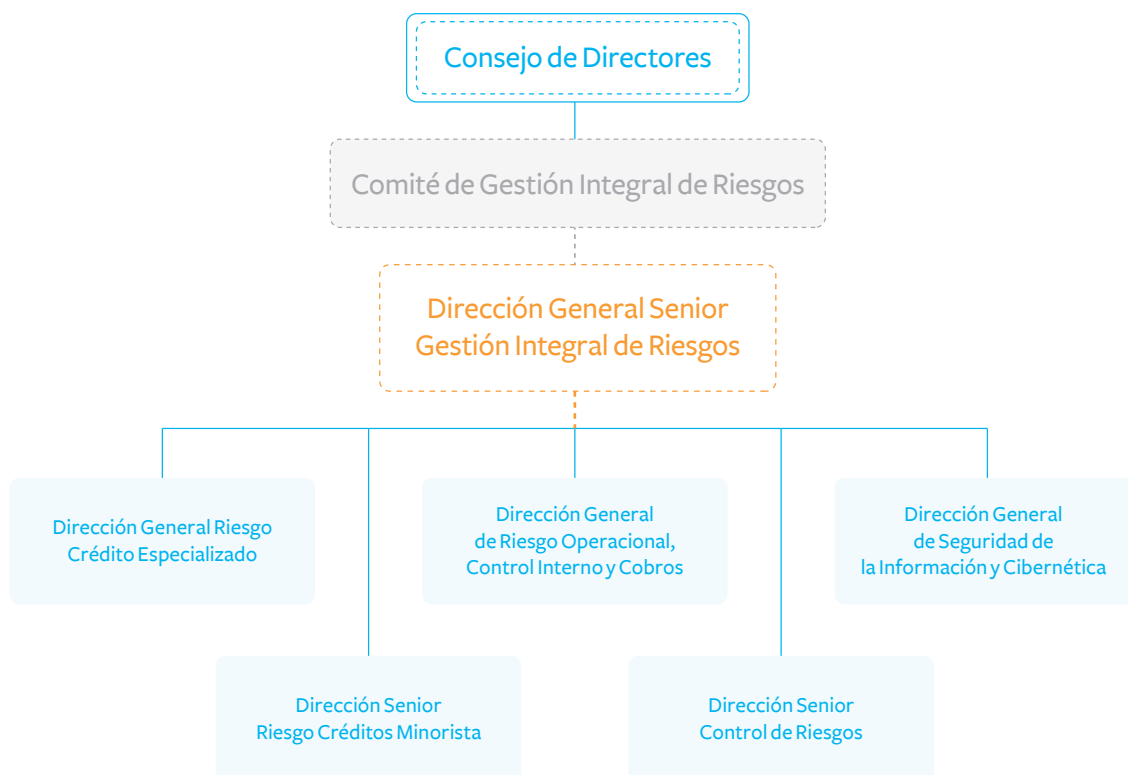 Consejo de Directores
Comité de Gestión Integral de Riesgos
Dirección General Senior
Gestión Integral de Riesgos
Dirección General Riesgo
Crédito Especializado
Dirección General
de Riesgo Operacional,
Control Interno y Cobros
Dirección General
de Seguridad de
la Información y Cibernética
Dirección Senior
Riesgo Créditos Minorista
Dirección Senior
Control de Riesgos